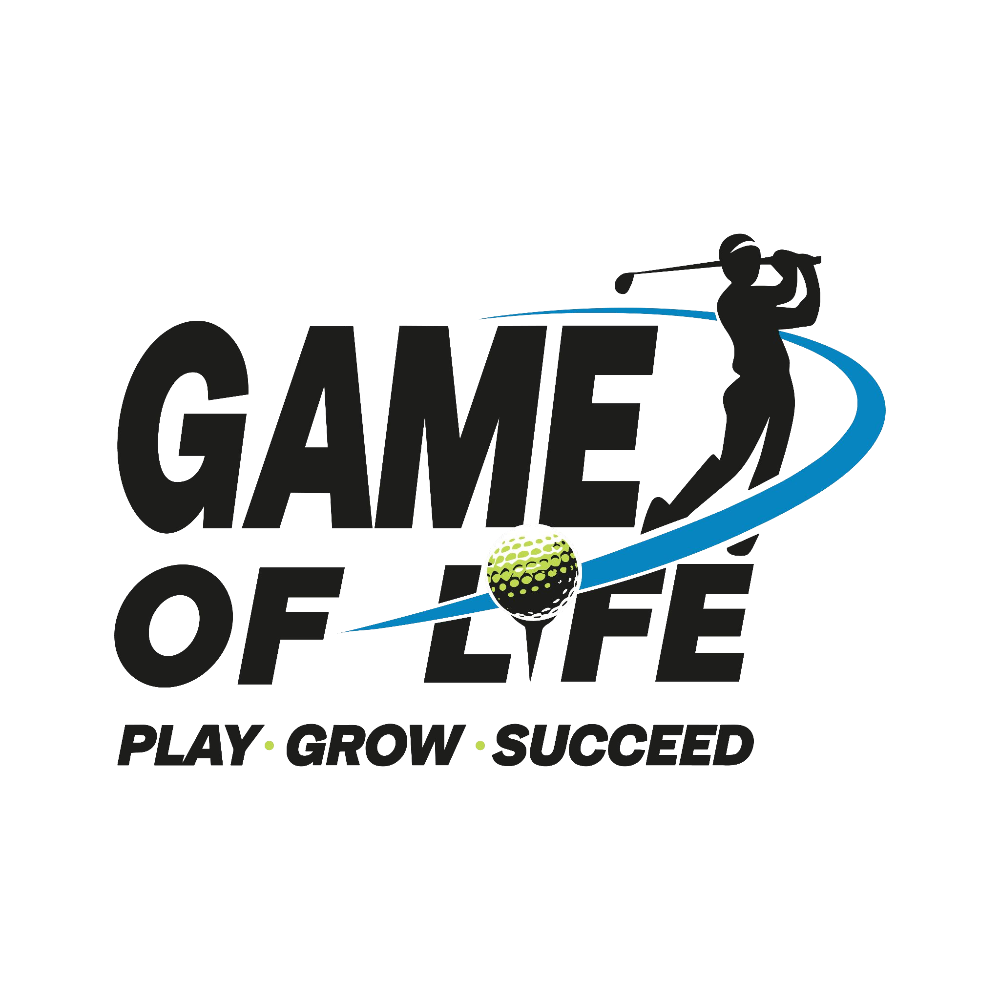 GAME
OF LIFE
PLAY • GROW • SUCCEED